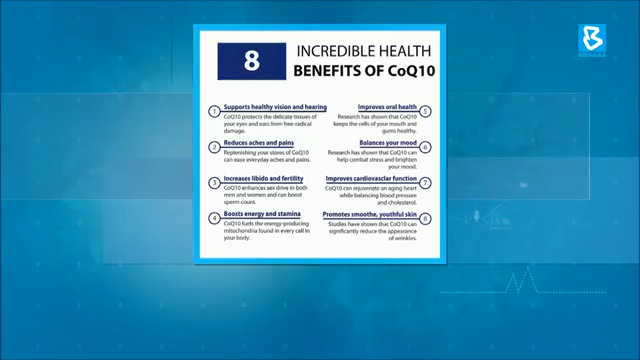 8
INCREDIBLE HEALTH
BENEFITS OF CoQ10
1 Supports healthy vision and hearing
CoQ10 protects the delicate tissues of
your eyes and ears from free radical
damage.
2 Reduces aches and pains
Replenishing your stores of CoQ10
can ease everyday aches and pains.
3 Increases libido and fertility
CoQ10 enhances sex drive in both
men and women and can boost
sperm count.
4 Boosts energy and stamina
CoQ10 fuels the energy-producing
mitochondria found in every cell in
your body.
Improves oral health 5
Research has shown that CoQ10
keeps the cells of your mouth and
gums healthy.
Balances your mood 6
Research has shown that CoQ10 can
help combat stress and brighten
your mood.
Improves cardiovasclar function 7
CoQ10 can rejuvenate an aging heart
while balancing blood pressure
and cholesterol.
Promotes smoothe, youthful skin 8
Studies have shown that CoQ10 can
significantly reduce the appearance
of wrinkles.
BERNAMA